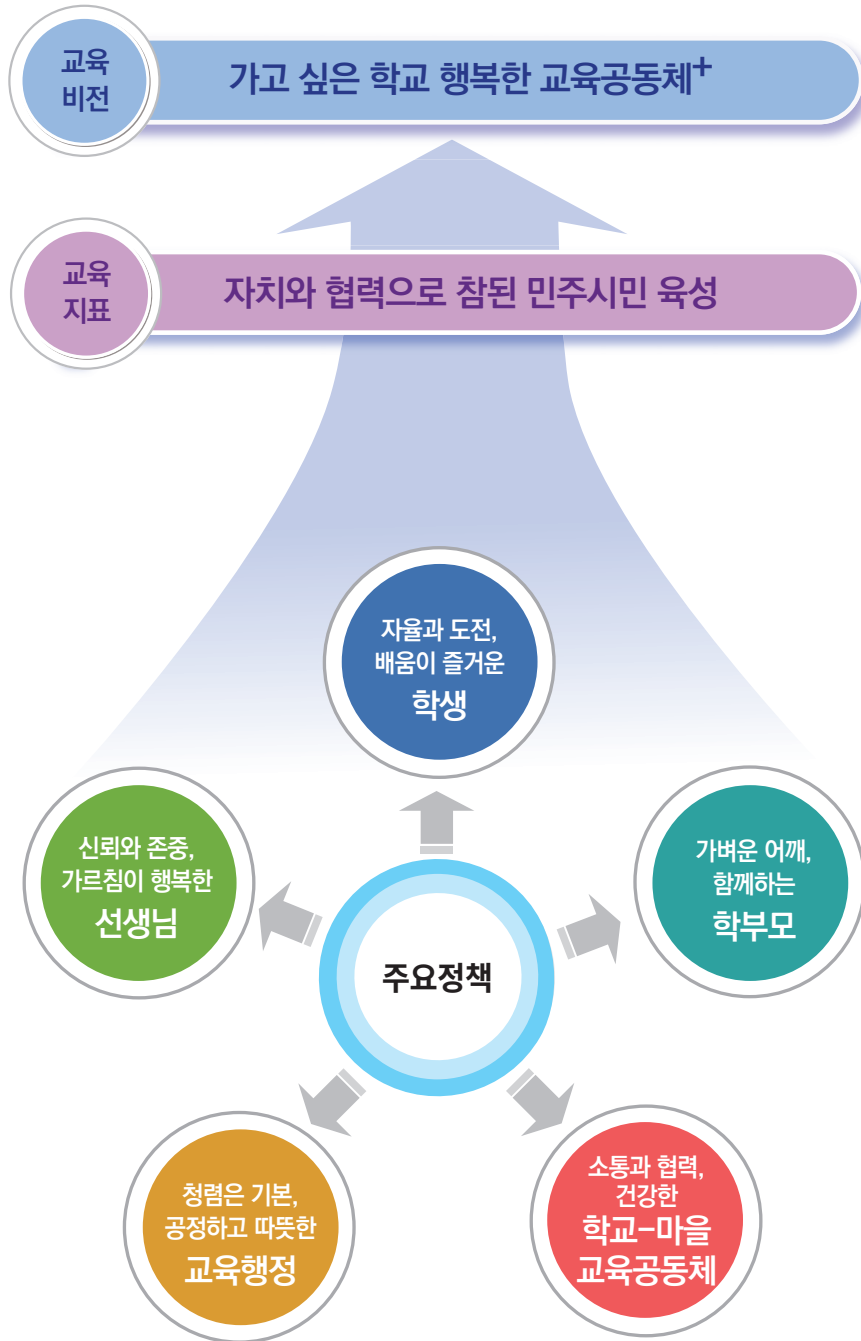 교육
비전
가고 싶은 학교 행복한 교육공동체+
교육
지표
자치와 협력으로 참된 민주시민 육성
자율과 도전,
배움이 즐거운
학생
신뢰와 존중,
가르침이 행복한
선생님
가벼운 어깨,
함께하는
학부모
주요정책
청렴은 기본,
공정하고 따뜻한
교육행정
소통과 협력,
건강한
학교-마을
교육공동체